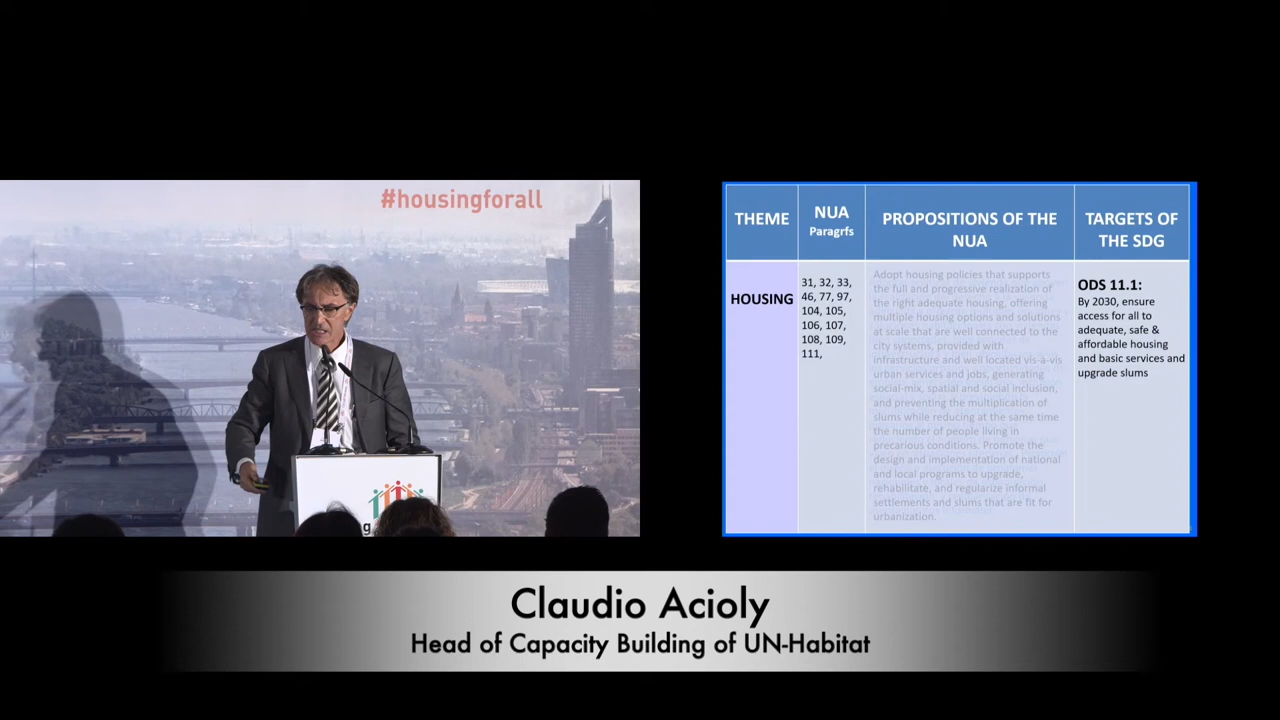 #housingforall
g
THEME
NUA
Paragrfs
PROPOSITIONS OF THE
NUA
TARGETS OF
THE SDG
HOUSING
31, 32, 33,
46, 77, 97,
104, 105,
106, 107,
108, 109,
111,
Adopt housing policies that supports
the full and progressive realization of
the right adequate housing, offering
multiple housing options and solutions
at scale that are well connected to the
city systems, provided with
infrastructure and well located vis-à-vis
urban services and jobs, generating
social-mix, spatial and social inclusion,
and preventing the multiplication of
slums while reducing at the same time
the number of people living in
precarious conditions. Promote the
design and implementation of national
and local programs to upgrade,
rehabilitate, and regularize informal
settlements and slums that are fit for
urbanization.
ODS 11.1:
By 2030, ensure
access for all to
adequate, safe &
affordable housing
and basic services and
upgrade slums
Claudio Acioly
Head of Capacity Building of UN-Habitat